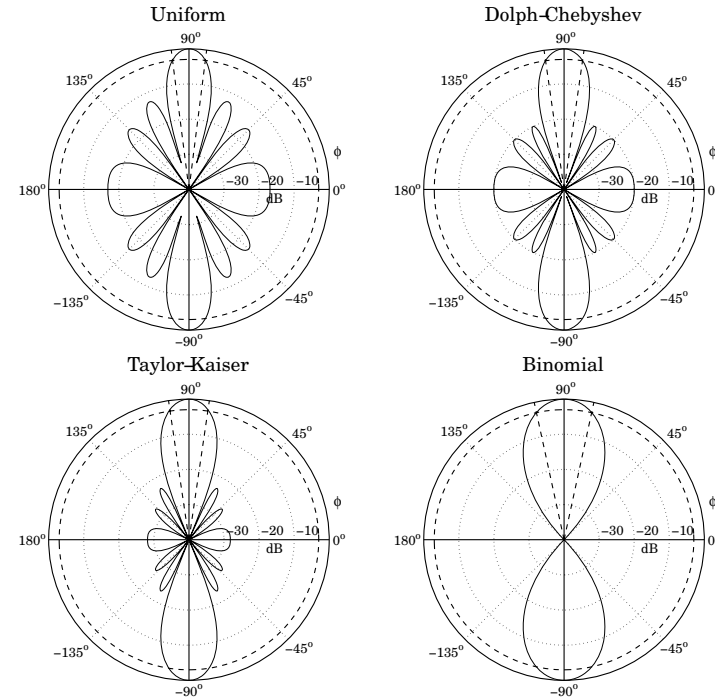 Uniform
90°
135° 45°
ϕ
180° −30 −20 −10 0°
dB
−135° −45°
−90°
Dolph–Chebyshev
90°
135° 45°
ϕ
180° −30 −20 −10 0
dB
−135° −45°
−90°
Taylor–Kaiser
90°
135° 45°
ϕ
180° −30 −20 −10 0°
dB
−135° −45°
−90°
Binomial
90°
135° 45°
ϕ
180° −30 −20 −10 0
dB
−135° −45°
−90°